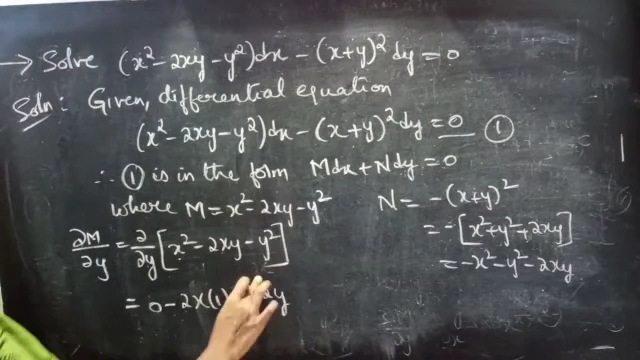 → Solve (x² - 2xy - y²)dx - (x+y)² dy = 0
Soln: Given, differential equation
(x² - 2xy - y²)dx - (x+y)² dy = 0 — ①
∴ ① is in the form Mdx + Ndy = 0
where M = x² - 2xy - y²
N = -(x+y)²
= -[x² + y² + 2xy]
= -x² - y² - 2xy
∂M/∂y = ∂/∂y [x² - 2xy - y²]
= 0 - 2x(1) 2y